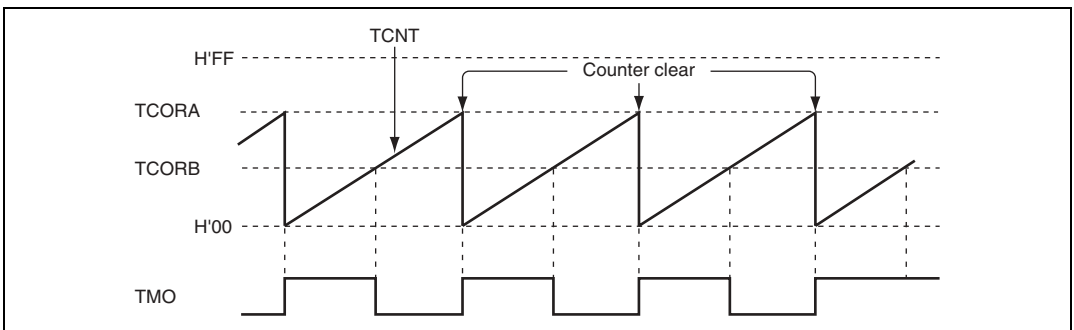 TCNT
H'FF
Counter clear
TCORA
TCORB
H'00
TMO